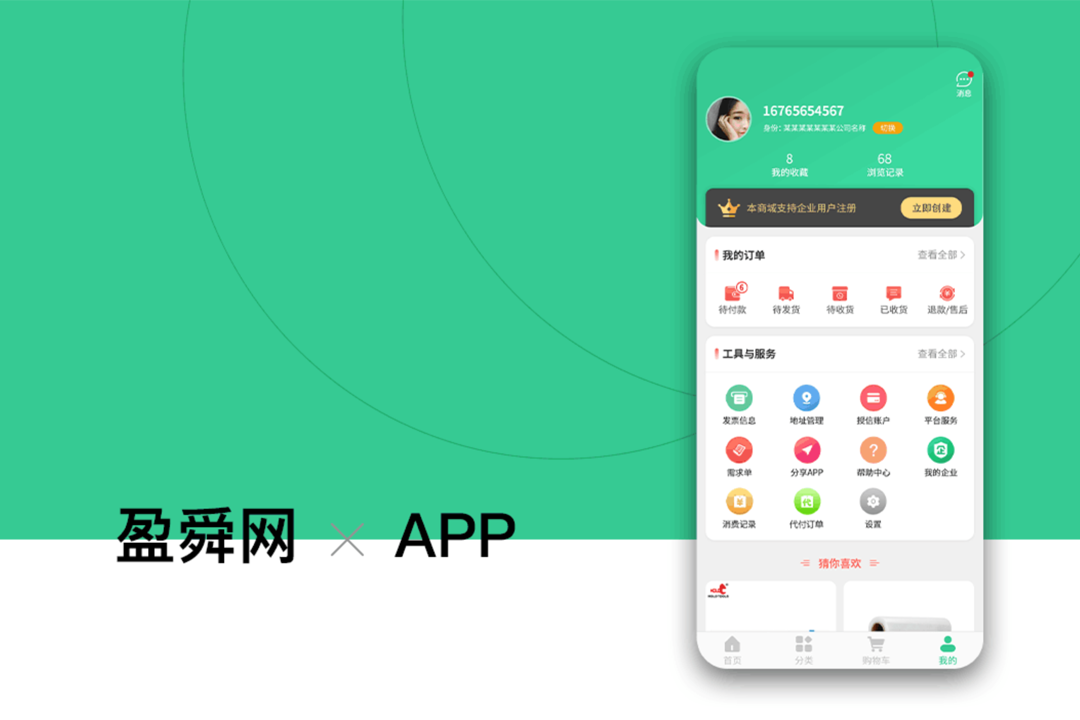 消息
16765654567
身份：某某某某某某某公司名称 切换
8 68
我的收藏 浏览记录
本商城支持企业用户注册 立即创建
我的订单 查看全部
6
待付款 待发货 待收货 已收货 退款/售后
工具与服务 查看全部
发票信息 地址管理 授信账户 平台服务
需求单 分享APP 帮助中心 我的企业
代
消费记录 代付订单 设置
猜你喜欢
首页 分类 购物车 我的
盈舜网 × APP